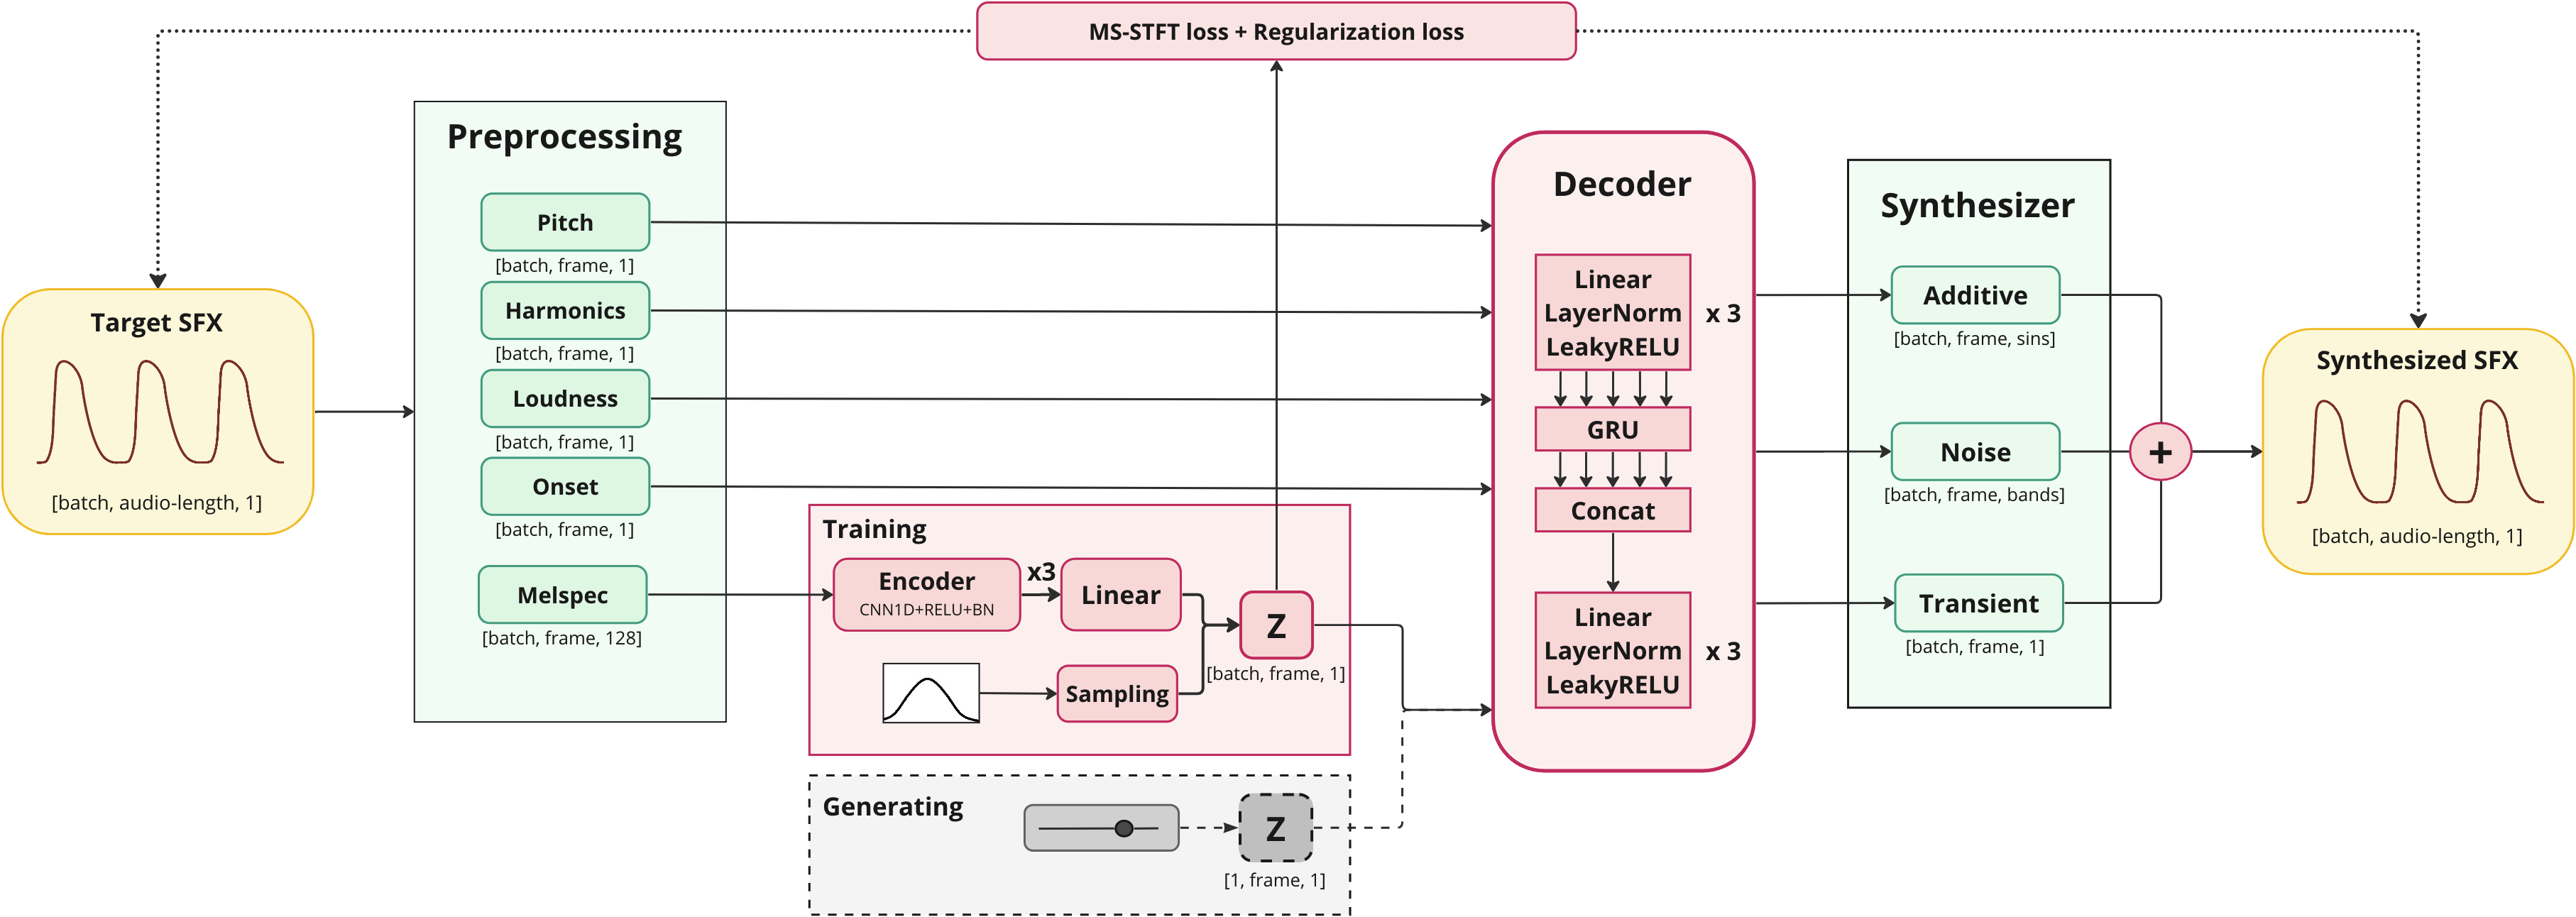 MS-STFT loss + Regularization loss
Target SFX
[batch, audio-length, 1]
Preprocessing
Pitch
[batch, frame, 1]
Harmonics
[batch, frame, 1]
Loudness
[batch, frame, 1]
Onset
[batch, frame, 1]
Melspec
[batch, frame, 128]
Training
Encoder
CNN1D+RELU+BN
x3
Linear
Sampling
Z
[batch, frame, 1]
Generating
Z
[1, frame, 1]
Decoder
Linear
LayerNorm
LeakyRELU
x 3
GRU
Concat
Linear
LayerNorm
LeakyRELU
x 3
Synthesizer
Additive
[batch, frame, sins]
Noise
[batch, frame, bands]
Transient
[batch, frame, 1]
+
Synthesized SFX
[batch, audio-length, 1]